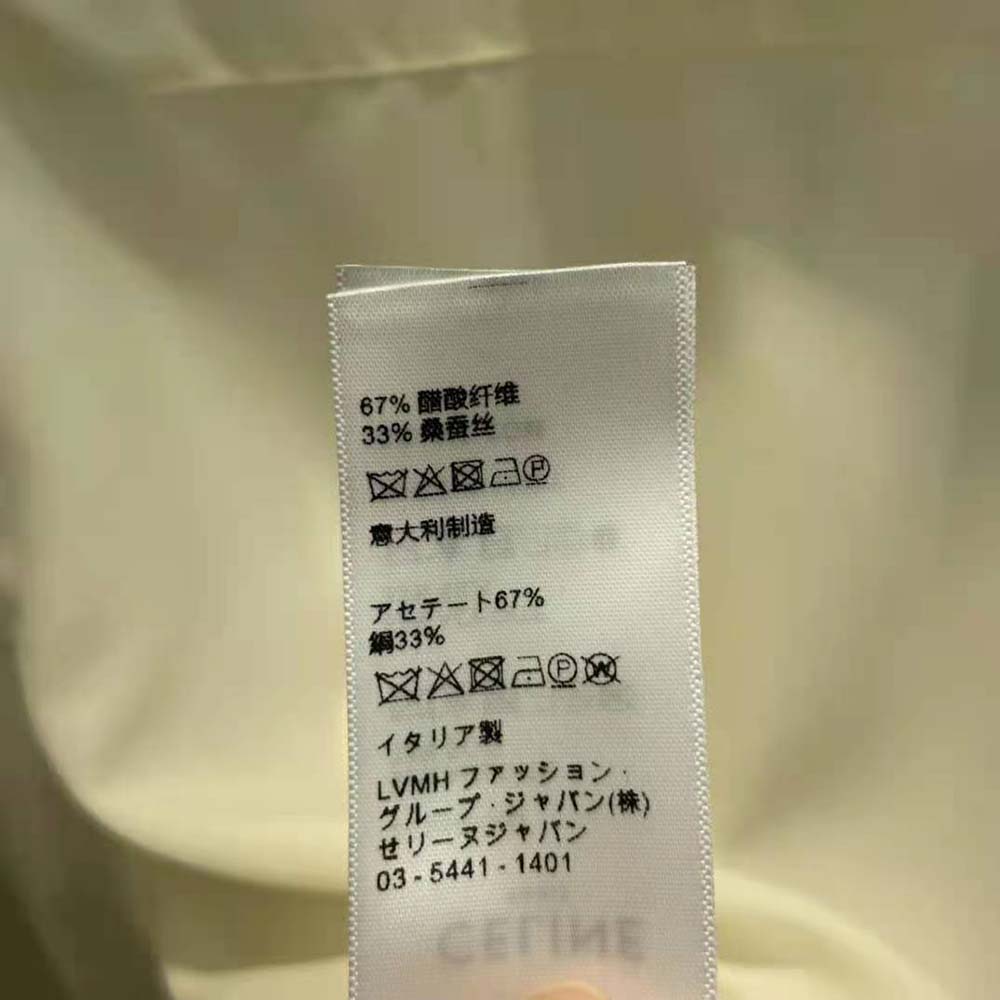 67% 醋酸纤维
33% 桑蚕丝
意大利制造
アセテート67%
絹33%
イタリア製
LVMH ファッション・
グループ・ジャパン(株)
せリーヌジャパン
03 - 5441 - 1401
CELINE